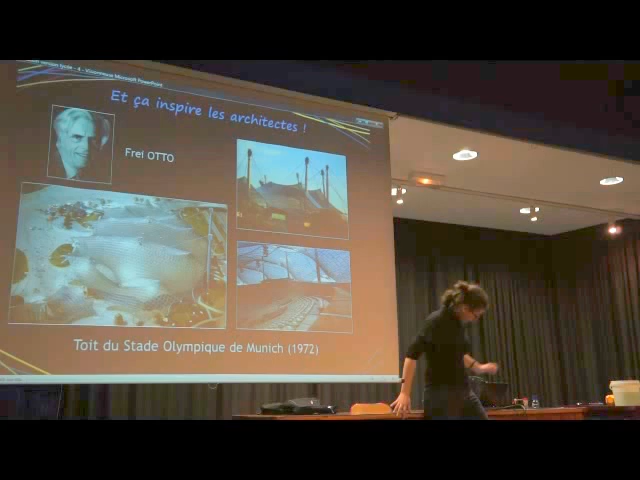 Et ça inspire les architectes !
Frei OTTO
Toit du Stade Olympique de Munich (1972)